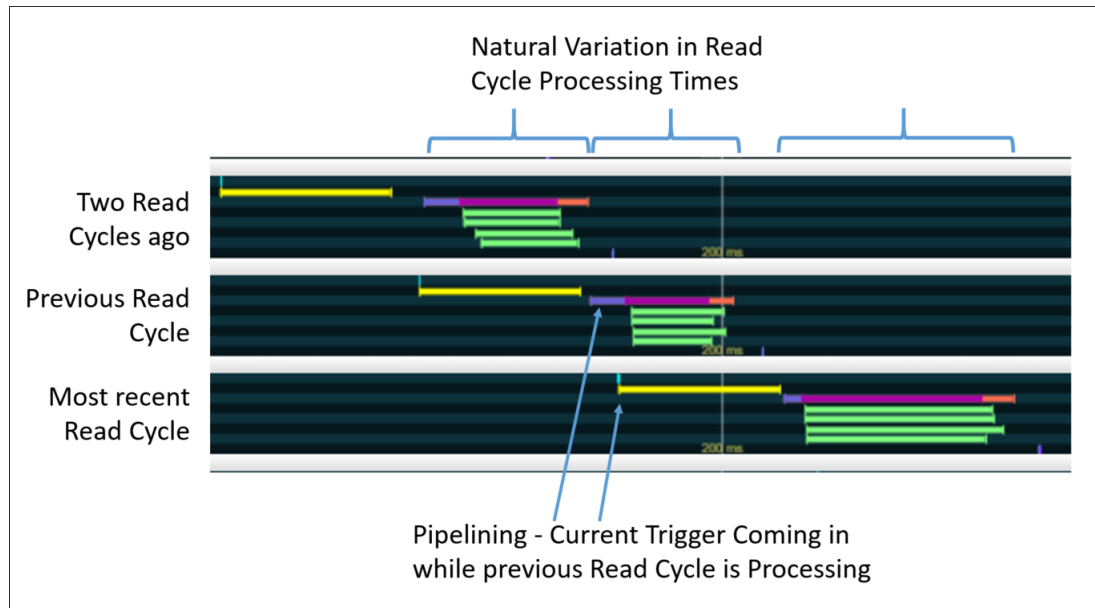 Natural Variation in Read
Cycle Processing Times
Two Read
Cycles ago
200 ms
Previous Read
Cycle
200 ms
Most recent
Read Cycle
200 ms
Pipelining - Current Trigger Coming in
while previous Read Cycle is Processing